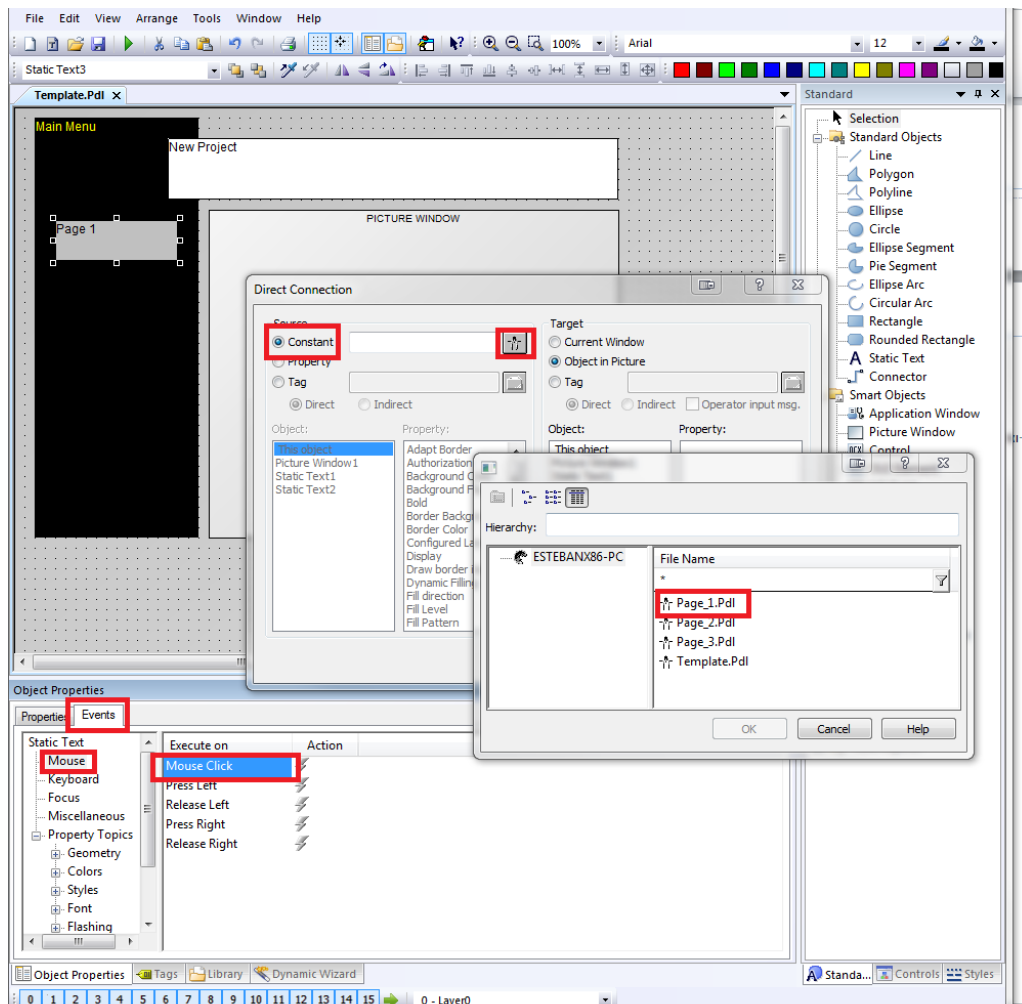 File Edit View Arrange Tools Window Help
100% Arial 12
Static Text3
Template.Pdl X
Standard
Main Menu
New Project
Page 1
PICTURE WINDOW
Selection
Standard Objects
Line
Polygon
Polyline
Ellipse
Circle
Ellipse Segment
Pie Segment
Ellipse Arc
Circular Arc
Rectangle
Rounded Rectangle
Static Text
Connector
Smart Objects
Application Window
Picture Window
Control
Direct Connection
Source
Constant
Property
Tag
Direct Indirect
Object: Property:
This object
Picture Window1
Static Text1
Static Text2
Adapt Border
Authorization
Background C
Background F
Bold
Border Backgr
Border Color
Configured La
Display
Draw border i
Dynamic Filling
Fill direction
Fill Level
Fill Pattern
Target
Current Window
Object in Picture
Tag
Direct Indirect Operator input msg.
Object: Property:
This object
Hierarchy:
ESTEBANX86-PC
File Name
*
Page_1.Pdl
Page_2.Pdl
Page_3.Pdl
Template.Pdl
OK Cancel Help
Object Properties
Properties Events
Static Text
Mouse
Keyboard
Focus
Miscellaneous
Property Topics
Geometry
Colors
Styles
Font
Flashing
Execute on Action
Mouse Click
Press Left
Release Left
Press Right
Release Right
Object Properties Tags Library Dynamic Wizard
Standa... Controls Styles
0 1 2 3 4 5 6 7 8 9 10 11 12 13 14 15 0 - Layer0